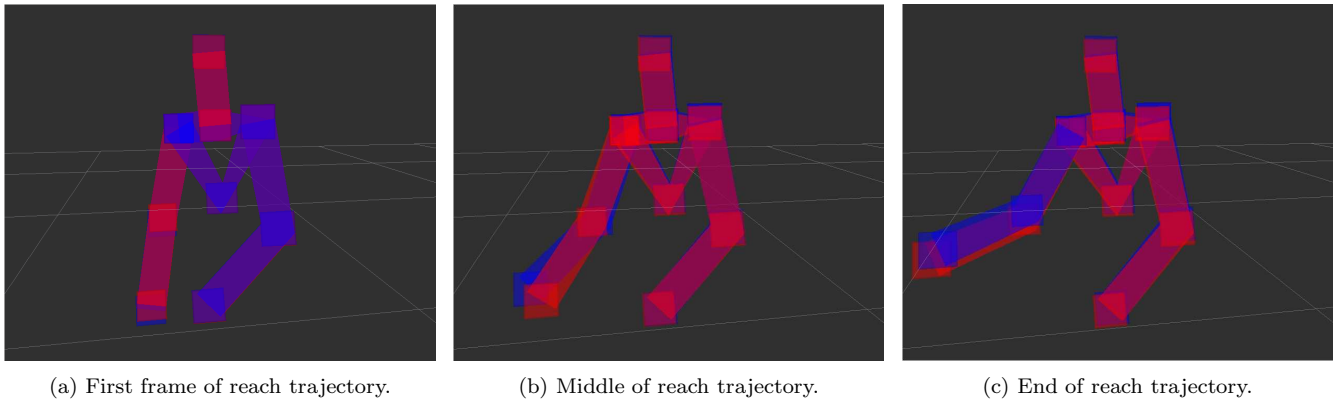 (a) First frame of reach trajectory.
(b) Middle of reach trajectory.
(c) End of reach trajectory.